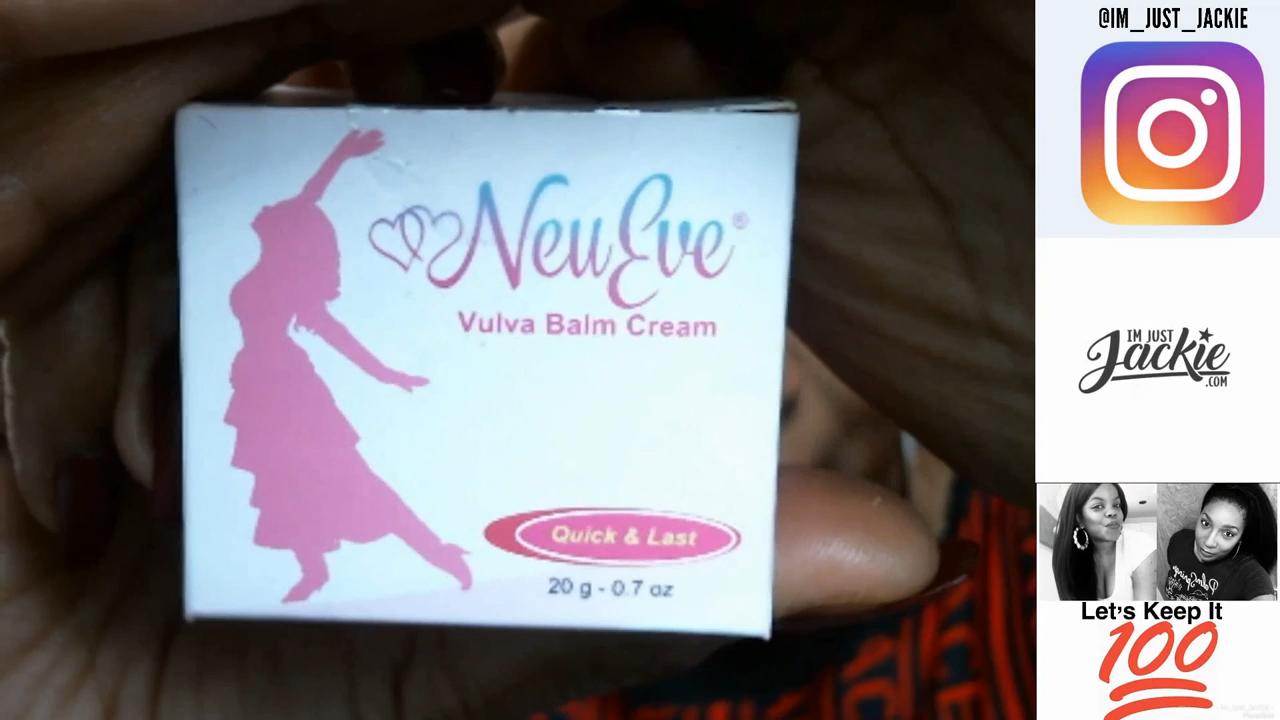 NeuEve®
Vulva Balm Cream
Quick & Last
20 g - 0.7 oz
@IM_JUST_JACKIE
IM JUST
Jackie
.COM
Let's Keep It
100